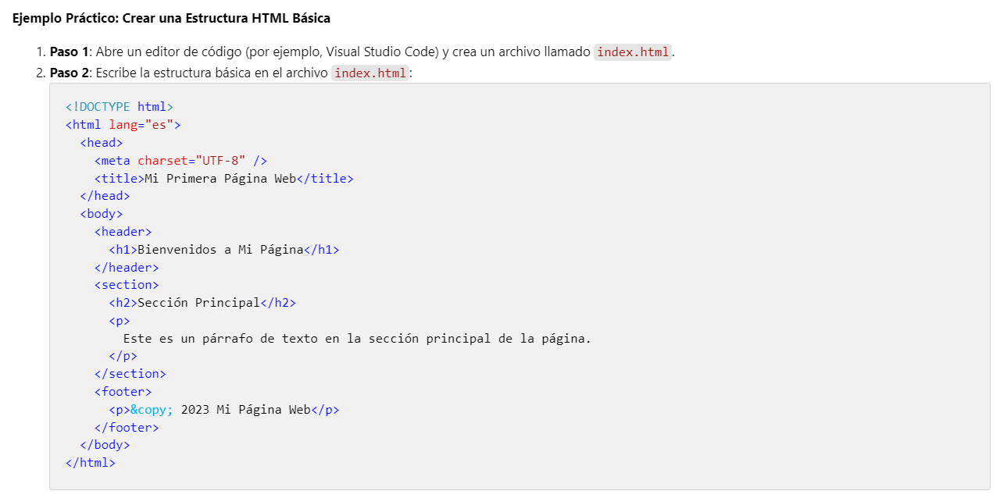 Ejemplo Práctico: Crear una Estructura HTML Básica
1. Paso 1: Abre un editor de código (por ejemplo, Visual Studio Code) y crea un archivo llamado index.html.
2. Paso 2: Escribe la estructura básica en el archivo index.html:
<!DOCTYPE html>
<html lang="es">
  <head>
    <meta charset="UTF-8" />
    <title>Mi Primera Página Web</title>
  </head>
  <body>
    <header>
      <h1>Bienvenidos a Mi Página</h1>
    </header>
    <section>
      <h2>Sección Principal</h2>
      <p>
        Este es un párrafo de texto en la sección principal de la página.
      </p>
    </section>
    <footer>
      <p>&copy; 2023 Mi Página Web</p>
    </footer>
  </body>
</html>